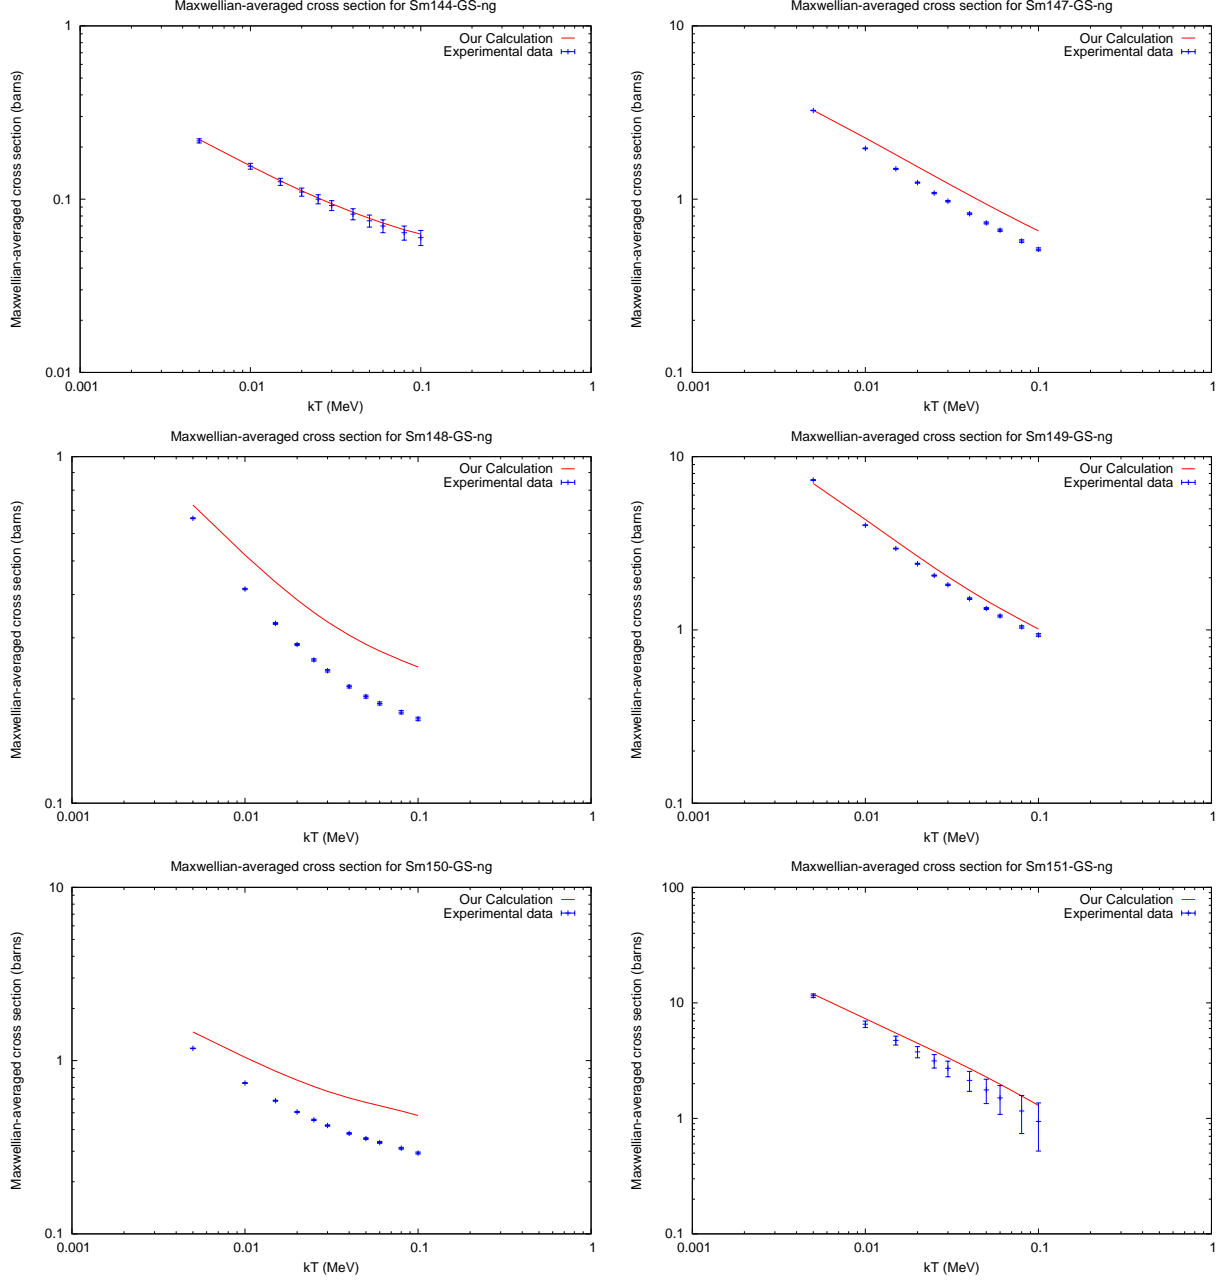 Maxwellian-averaged cross section for Sm144-GS-ng
Maxwellian-averaged cross section (barns)
1
0.1
0.01
Our Calculation
Experimental data
0.001
0.01
0.1
1
kT (MeV)
Maxwellian-averaged cross section for Sm147-GS-ng
Maxwellian-averaged cross section (barns)
10
1
0.1
Our Calculation
Experimental data
0.001
0.01
0.1
1
kT (MeV)
Maxwellian-averaged cross section for Sm148-GS-ng
Maxwellian-averaged cross section (barns)
1
0.1
Our Calculation
Experimental data
0.001
0.01
0.1
1
kT (MeV)
Maxwellian-averaged cross section for Sm149-GS-ng
Maxwellian-averaged cross section (barns)
10
1
0.1
Our Calculation
Experimental data
0.001
0.01
0.1
1
kT (MeV)
Maxwellian-averaged cross section for Sm150-GS-ng
Maxwellian-averaged cross section (barns)
10
1
0.1
Our Calculation
Experimental data
0.001
0.01
0.1
1
kT (MeV)
Maxwellian-averaged cross section for Sm151-GS-ng
Maxwellian-averaged cross section (barns)
100
10
1
0.1
Our Calculation
Experimental data
0.001
0.01
0.1
1
kT (MeV)